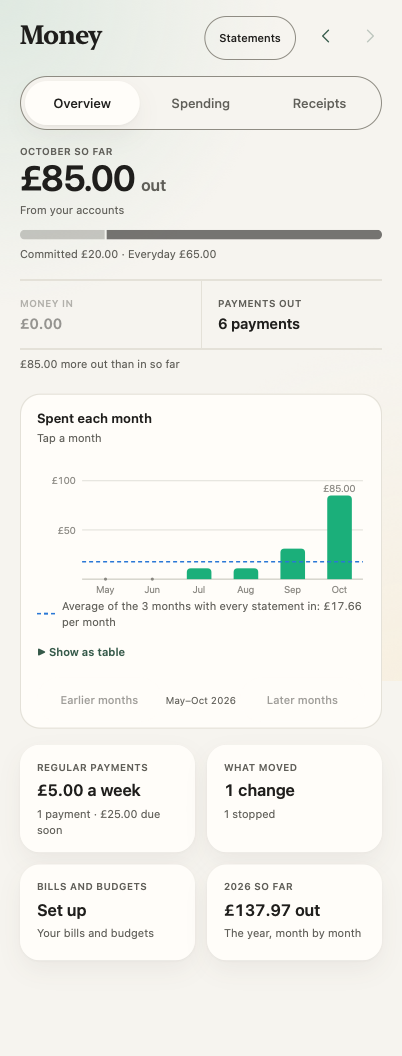 Money
Statements
Overview
Spending
Receipts
OCTOBER SO FAR
£85.00 out
From your accounts
Committed £20.00 · Everyday £65.00
MONEY IN
£0.00
PAYMENTS OUT
6 payments
£85.00 more out than in so far
Spent each month
Tap a month
£100
£50
£85.00
May
Jun
Jul
Aug
Sep
Oct
Average of the 3 months with every statement in: £17.66
per month
Show as table
Earlier months
May–Oct 2026
Later months
REGULAR PAYMENTS
£5.00 a week
1 payment · £25.00 due
soon
WHAT MOVED
1 change
1 stopped
BILLS AND BUDGETS
Set up
Your bills and budgets
2026 SO FAR
£137.97 out
The year, month by month